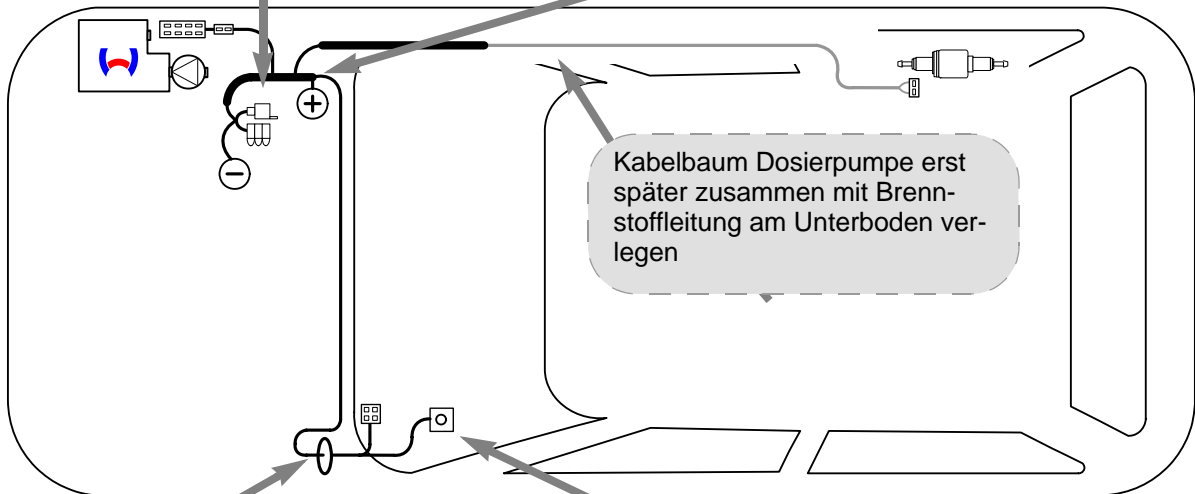 +
−
Kabelbaum Dosierpumpe erst
später zusammen mit Brenn-
stoffleitung am Unterboden ver-
legen